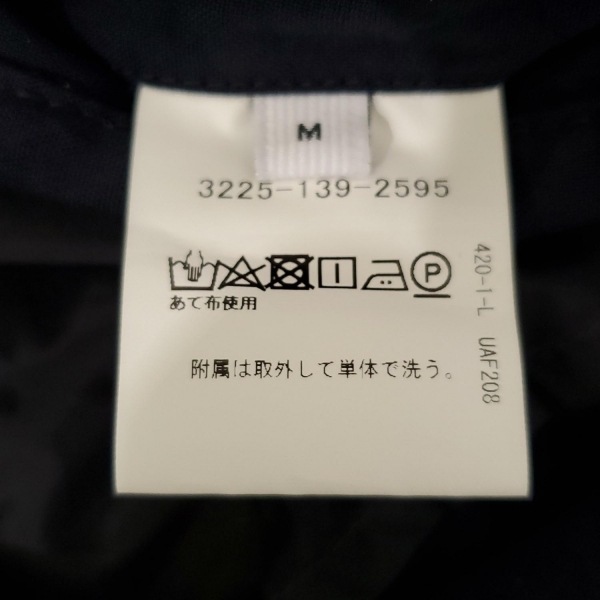 M
3225-139-2595
P
あて布使用
附属は取外して単体で洗う。
420-1-L UAF208